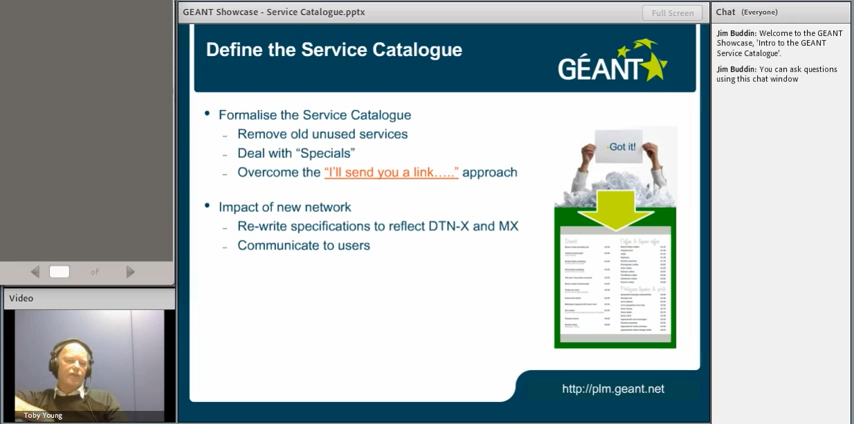 GEANT Showcase - Service Catalogue.pptx
Full Screen
Define the Service Catalogue
GÉANT
• Formalise the Service Catalogue
– Remove old unused services
– Deal with “Specials”
– Overcome the “I’ll send you a link…..” approach
• Impact of new network
– Re-write specifications to reflect DTN-X and MX
– Communicate to users
Got it!
http://plm.geant.net
of
Video
Toby Young
Chat (Everyone)
Jim Buddin: Welcome to the GEANT
Showcase, 'Intro to the GEANT
Service Catalogue'.
Jim Buddin: You can ask questions
using this chat window